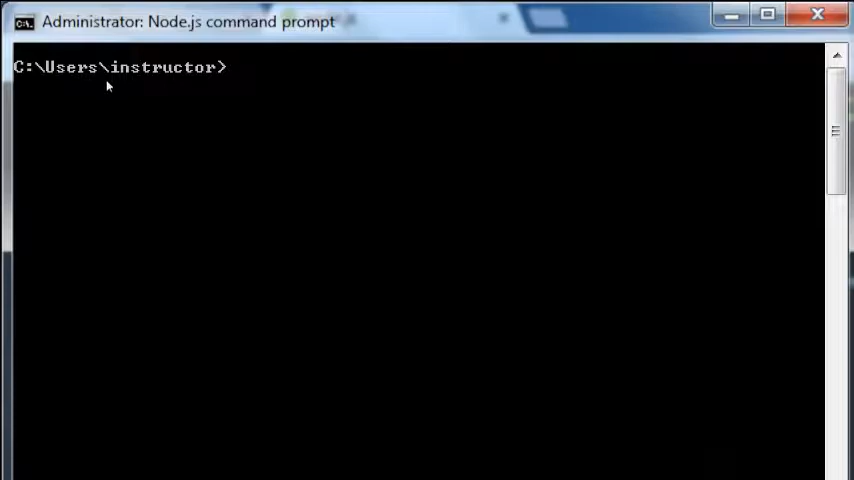 Administrator: Node.js command prompt
C:\Users\instructor>